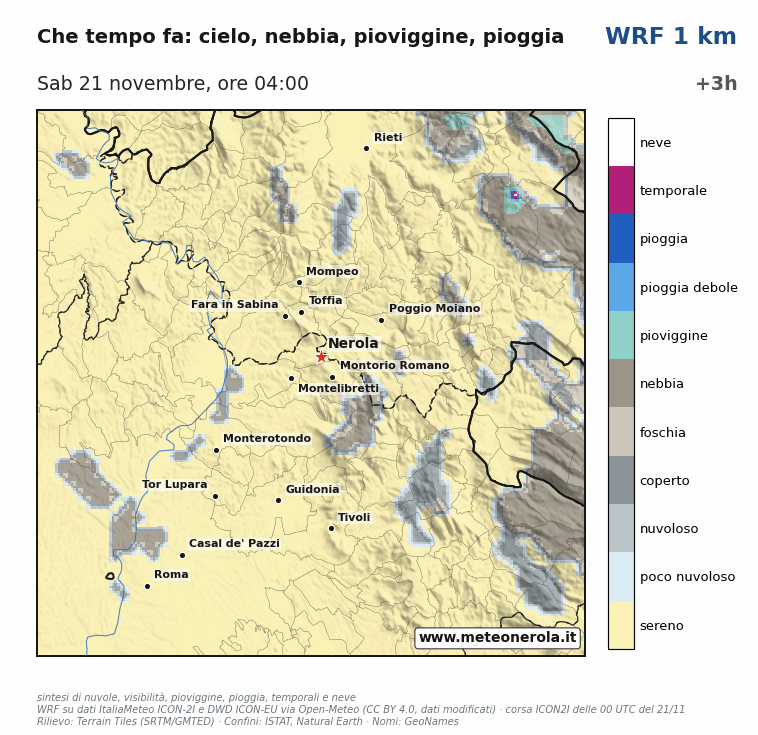 Che tempo fa: cielo, nebbia, pioviggine, pioggia
WRF 1 km
Sab 21 novembre, ore 04:00
+3h
Rieti
Mompeo
Fara in Sabina
Toffia
Poggio Moiano
Nerola
Montorio Romano
Montelibretti
Monterotondo
Tor Lupara
Guidonia
Tivoli
Casal de' Pazzi
Roma
www.meteonerola.it
neve
temporale
pioggia
pioggia debole
pioviggine
nebbia
foschia
coperto
nuvoloso
poco nuvoloso
sereno
sintesi di nuvole, visibilità, pioviggine, pioggia, temporali e neve
WRF su dati ItaliaMeteo ICON-2I e DWD ICON-EU via Open-Meteo (CC BY 4.0, dati modificati) · corsa ICON2I delle 00 UTC del 21/11
Rilievo: Terrain Tiles (SRTM/GMTED) · Confini: ISTAT, Natural Earth · Nomi: GeoNames